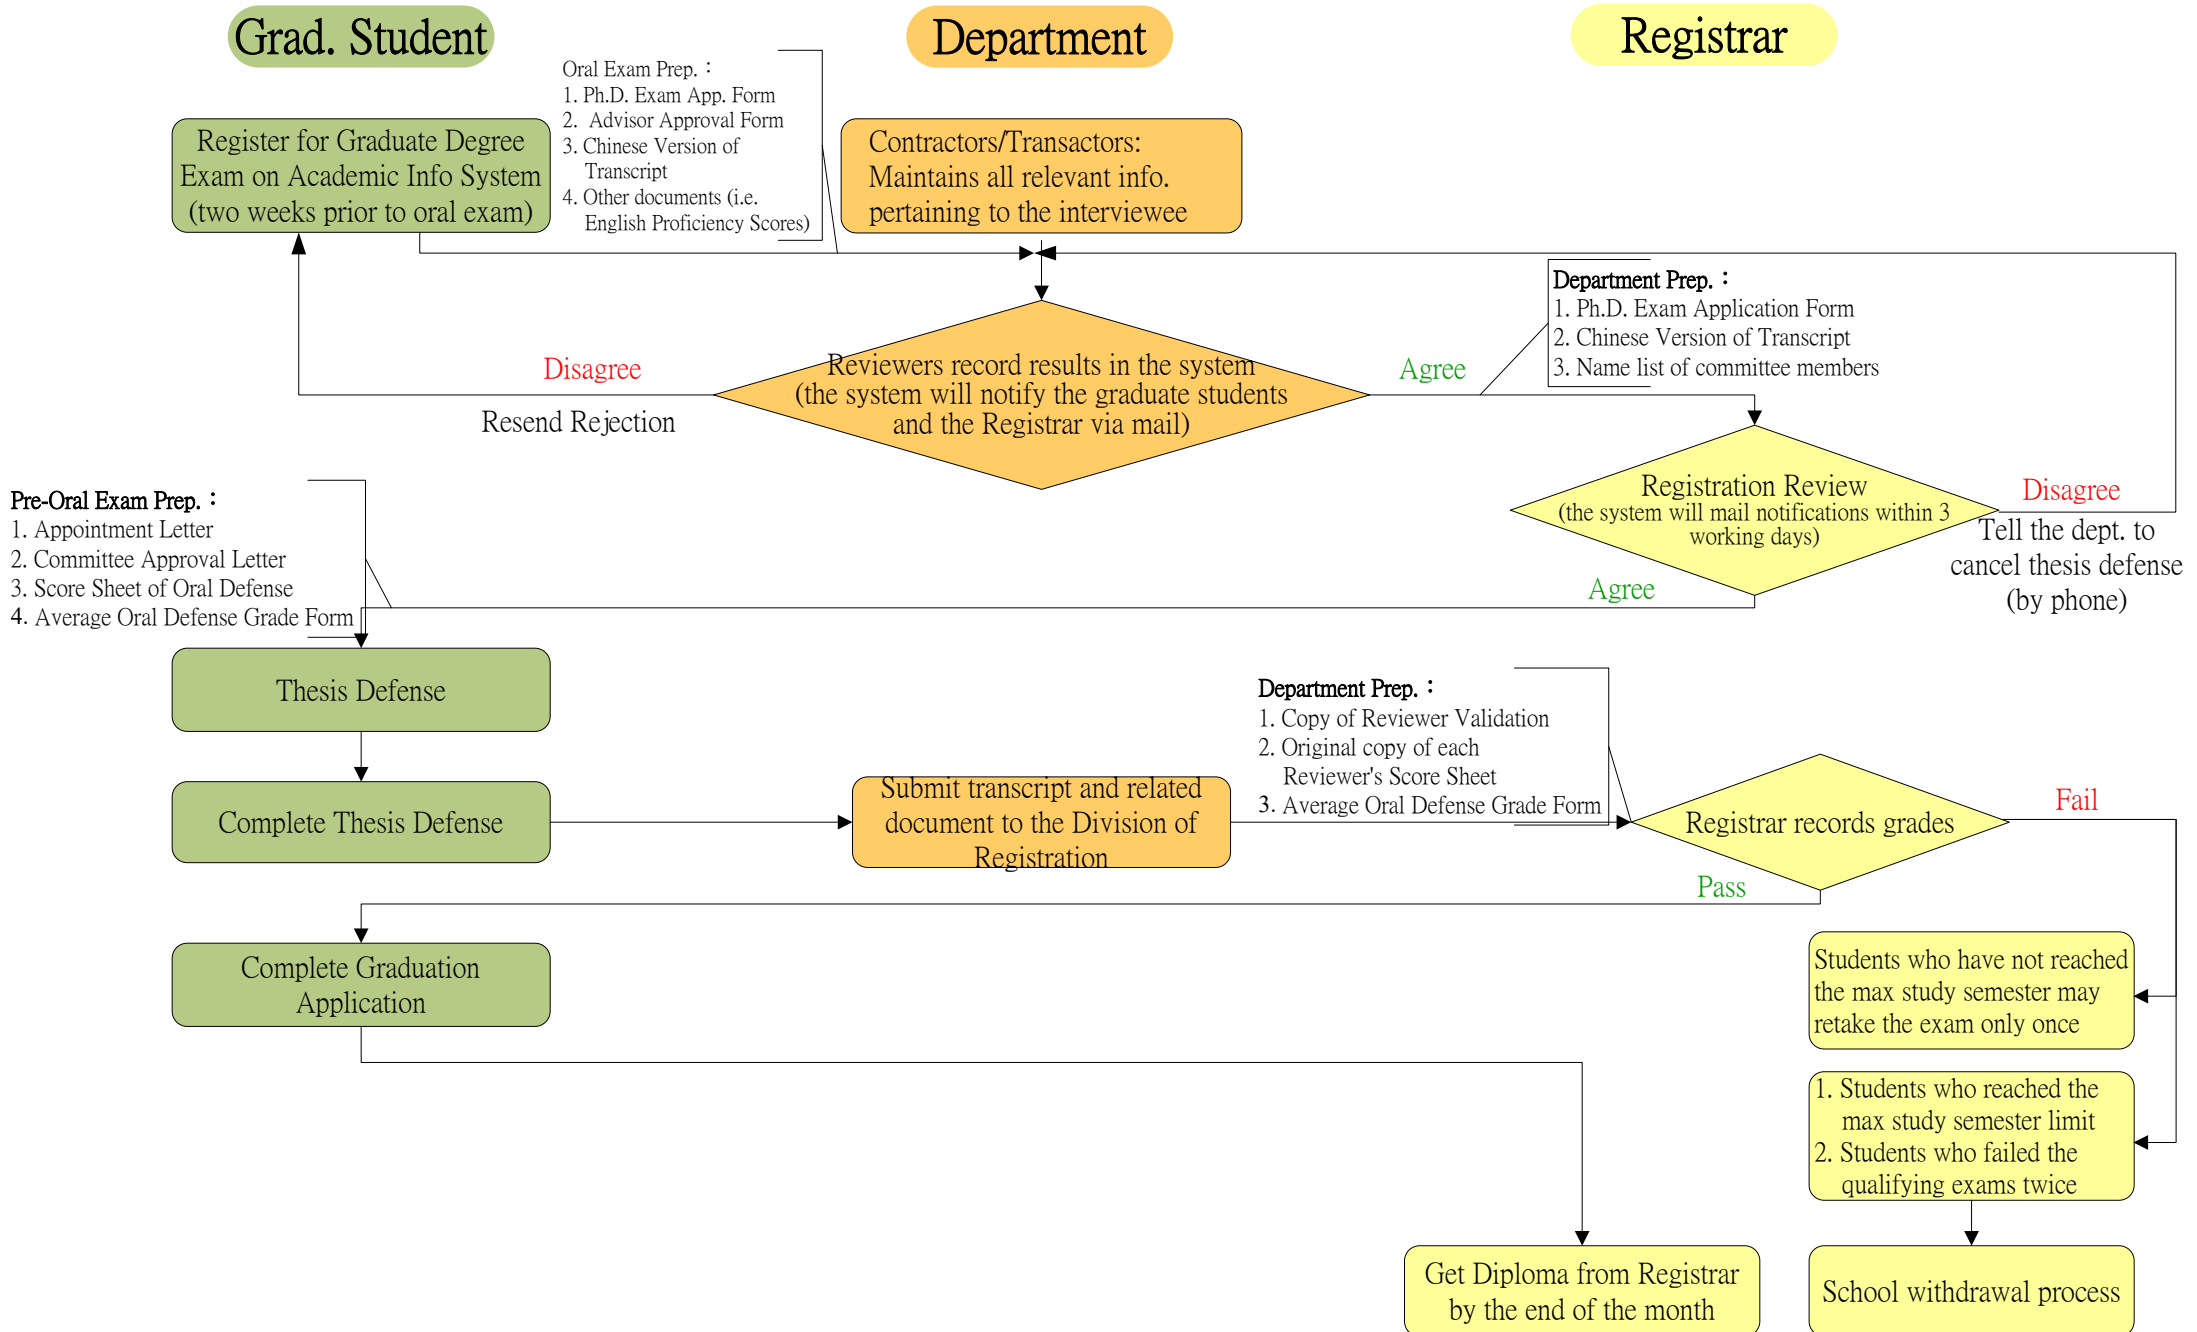 Grad. Student
Department
Registrar
Oral Exam Prep.：
1. Ph.D. Exam App. Form
2. Advisor Approval Form
3. Chinese Version of
Transcript
4. Other documents (i.e.
English Proficiency Scores)
Register for Graduate Degree
Exam on Academic Info System
(two weeks prior to oral exam)
Contractors/Transactors:
Maintains all relevant info.
pertaining to the interviewee
Department Prep.：
1. Ph.D. Exam Application Form
2. Chinese Version of Transcript
3. Name list of committee members
Disagree
Resend Rejection
Reviewers record results in the system
(the system will notify the graduate students
and the Registrar via mail)
Agree
Registration Review
(the system will mail notifications within 3
working days)
Disagree
Tell the dept. to
cancel thesis defense
(by phone)
Agree
Pre-Oral Exam Prep.：
1. Appointment Letter
2. Committee Approval Letter
3. Score Sheet of Oral Defense
4. Average Oral Defense Grade Form
Thesis Defense
Department Prep.：
1. Copy of Reviewer Validation
2. Original copy of each
Reviewer's Score Sheet
3. Average Oral Defense Grade Form
Complete Thesis Defense
Submit transcript and related
document to the Division of
Registration
Registrar records grades
Fail
Pass
Complete Graduation
Application
Students who have not reached
the max study semester may
retake the exam only once
1. Students who reached the
max study semester limit
2. Students who failed the
qualifying exams twice
Get Diploma from Registrar
by the end of the month
School withdrawal process